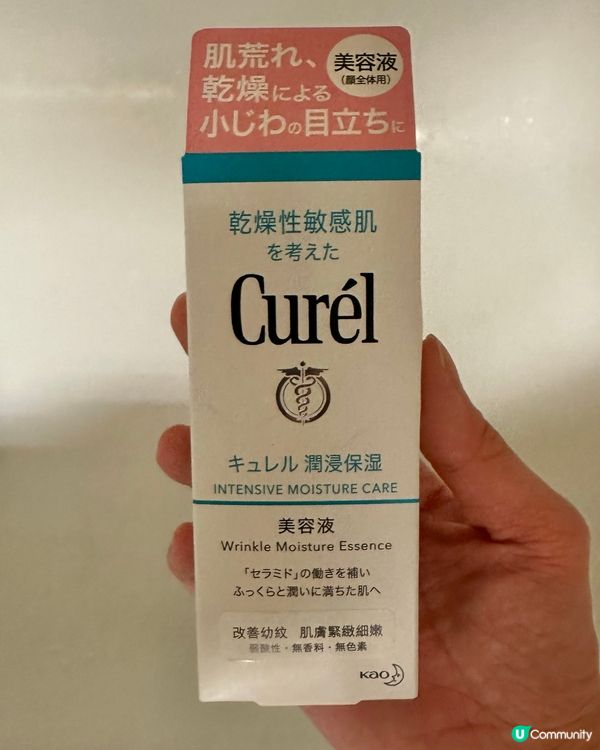 肌荒れ、
乾燥による
小じわの目立ちに
美容液
(顔全体用)
乾燥性敏感肌
を考えた
Curél
キュレル 潤浸保湿
INTENSIVE MOISTURE CARE
美容液
Wrinkle Moisture Essence
「セラミド」の働きを補い
ふっくらと潤いに満ちた肌へ
改善幼紋 肌膚緊緻細嫩
弱酸性・無香料・無色素
Kao
U Community